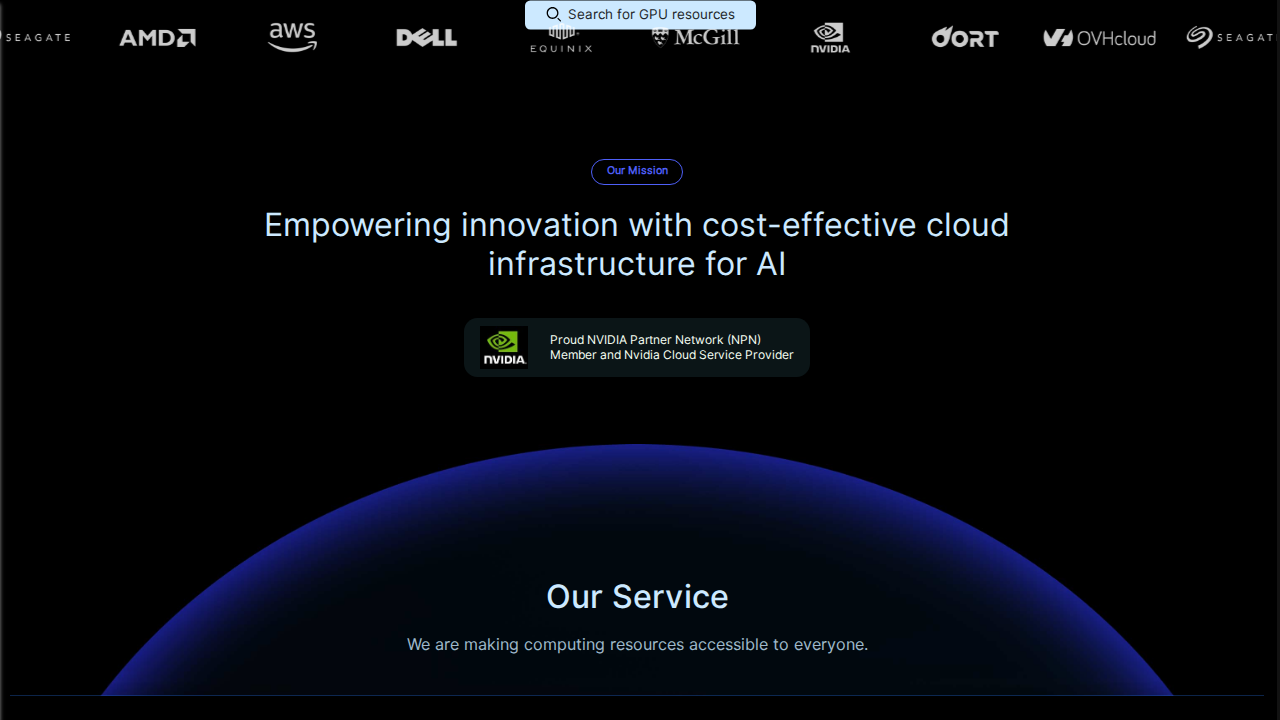 SEAGATE
AMD
aws
DELL
EQUINIX
McGill
NVIDIA
ORT
OVHcloud
SEAGAT
Search for GPU resources
Our Mission
Empowering innovation with cost-effective cloud
infrastructure for AI
NVIDIA.
Proud NVIDIA Partner Network (NPN)
Member and Nvidia Cloud Service Provider
Our Service
We are making computing resources accessible to everyone.